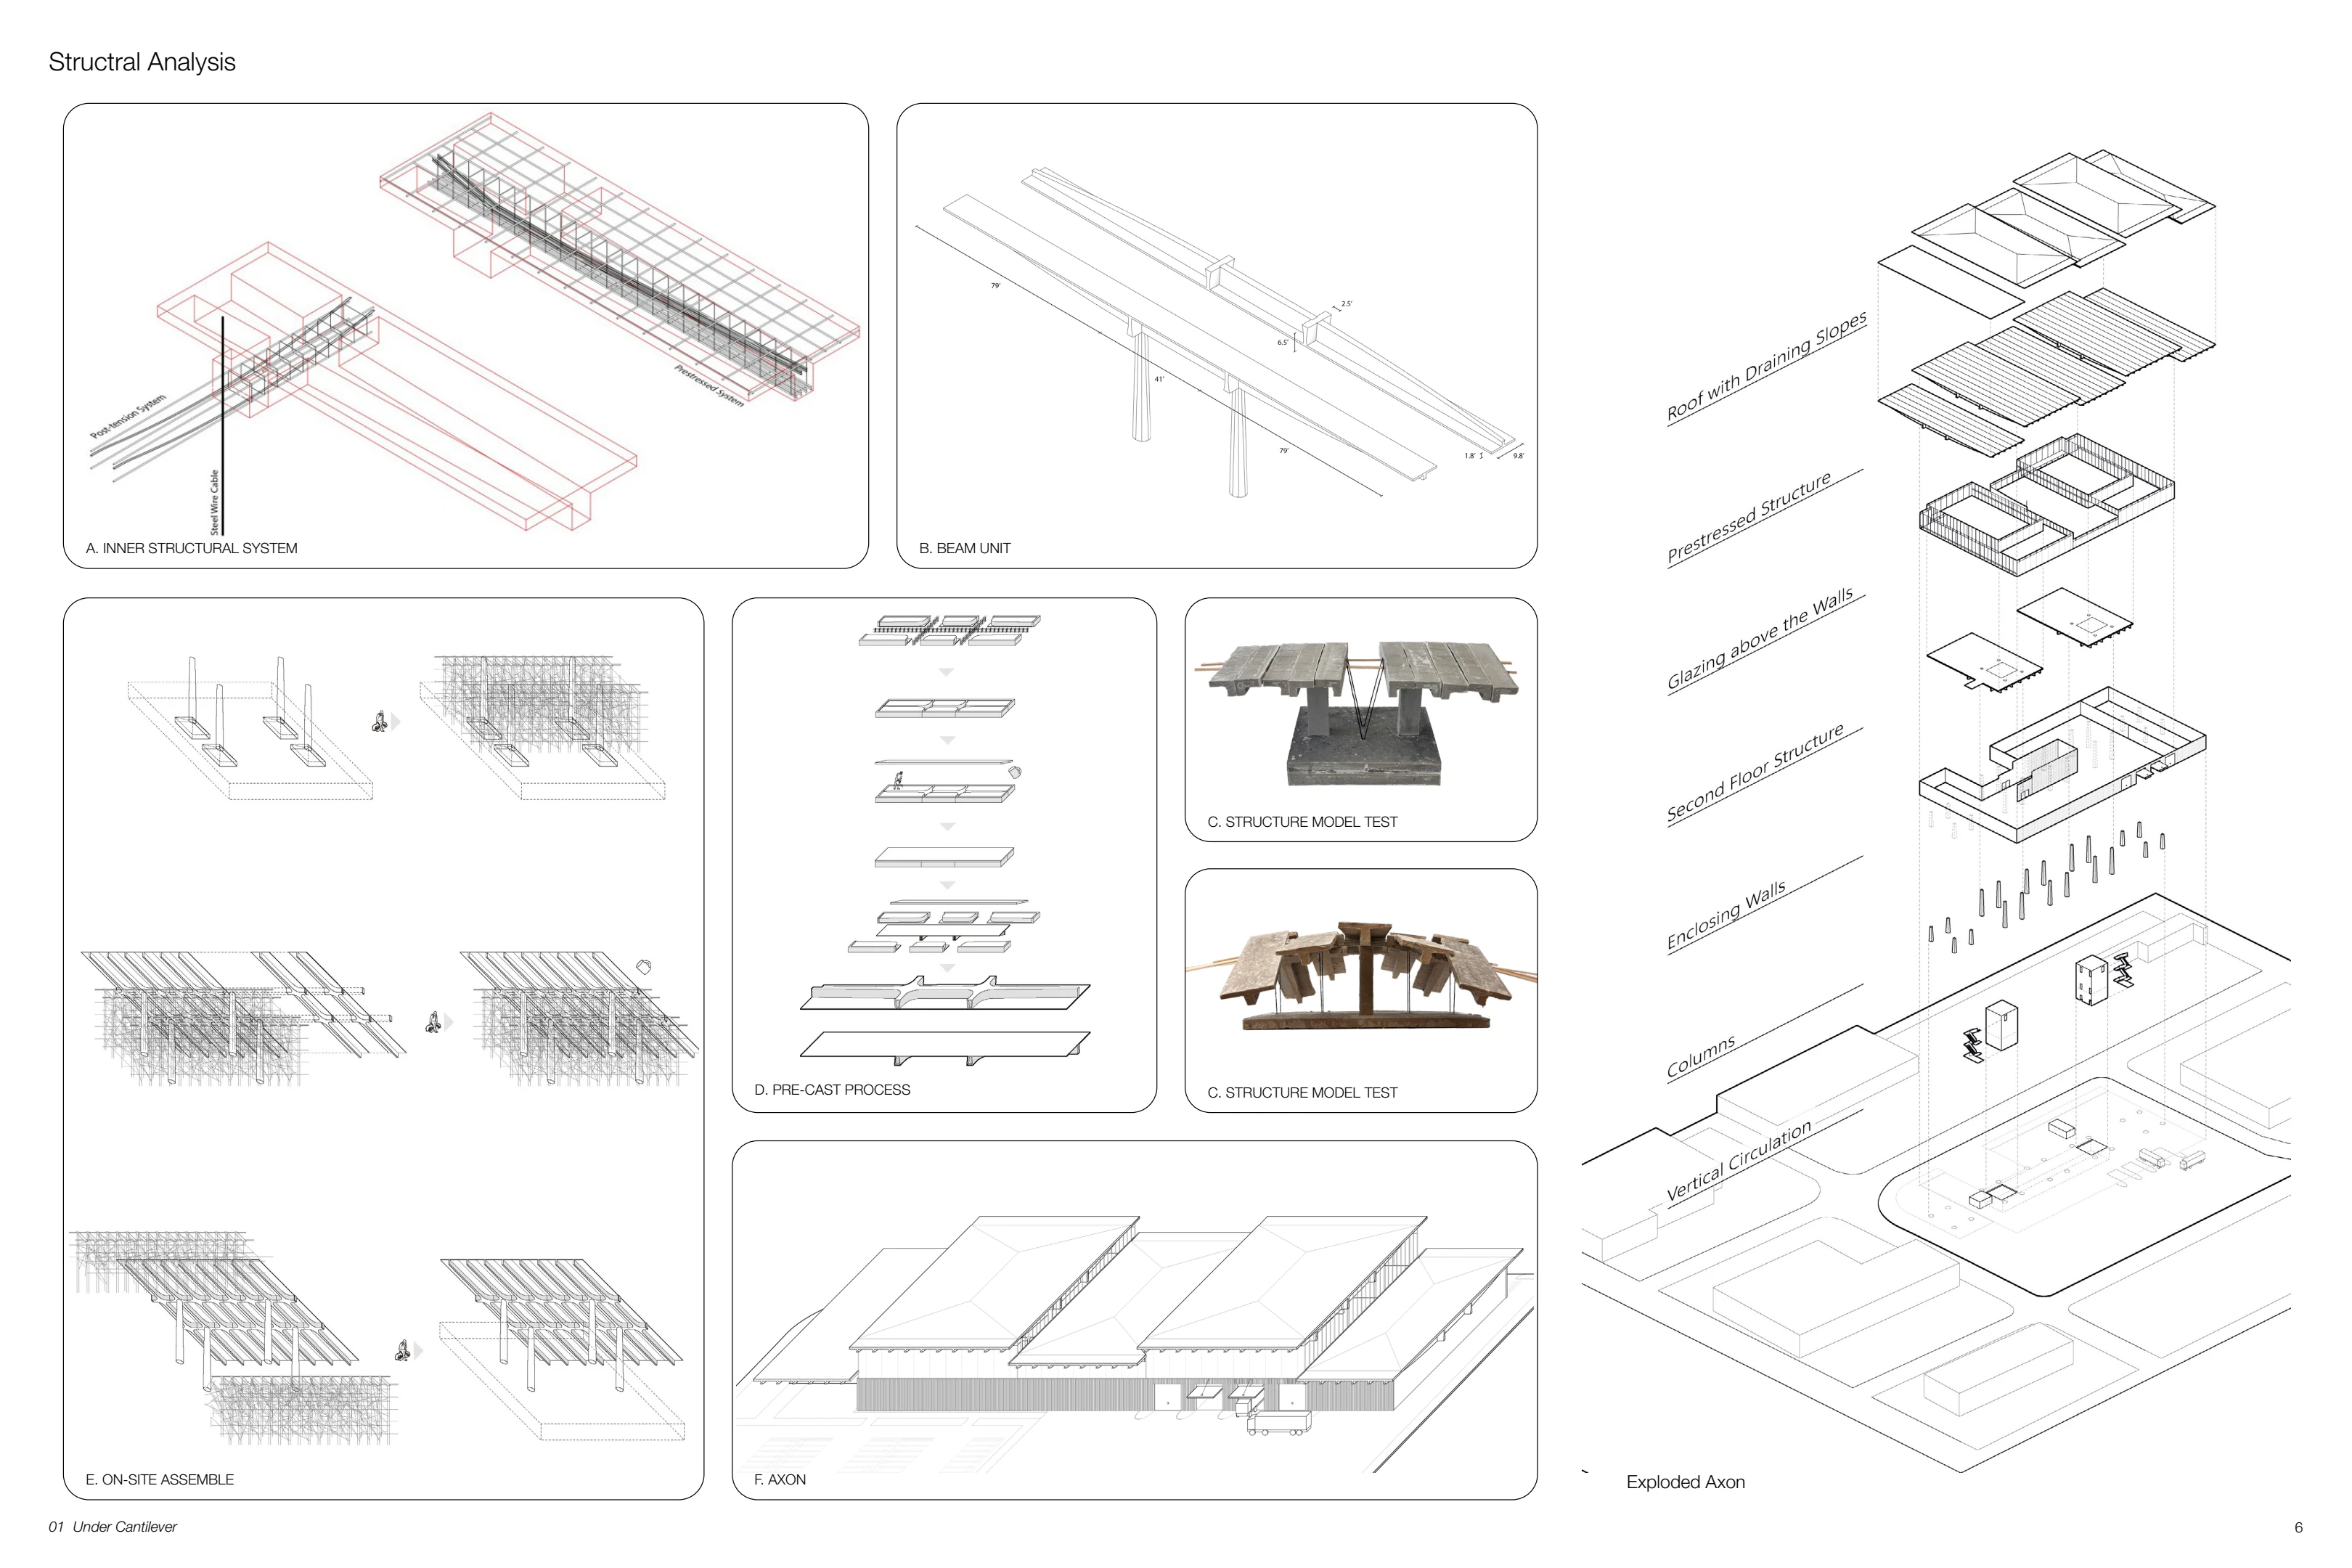 Structral Analysis
Post-tension System
Steel Wire Cable
Prestressed System
A. INNER STRUCTURAL SYSTEM
79'
41'
79'
2.5'
6.5'
1.8'
9.8'
B. BEAM UNIT
E. ON-SITE ASSEMBLE
D. PRE-CAST PROCESS
C. STRUCTURE MODEL TEST
C. STRUCTURE MODEL TEST
F. AXON
Roof with Draining Slopes
Prestressed Structure
Glazing above the Walls
Second Floor Structure
Enclosing Walls
Columns
Vertical Circulation
Exploded Axon
01 Under Cantilever
6